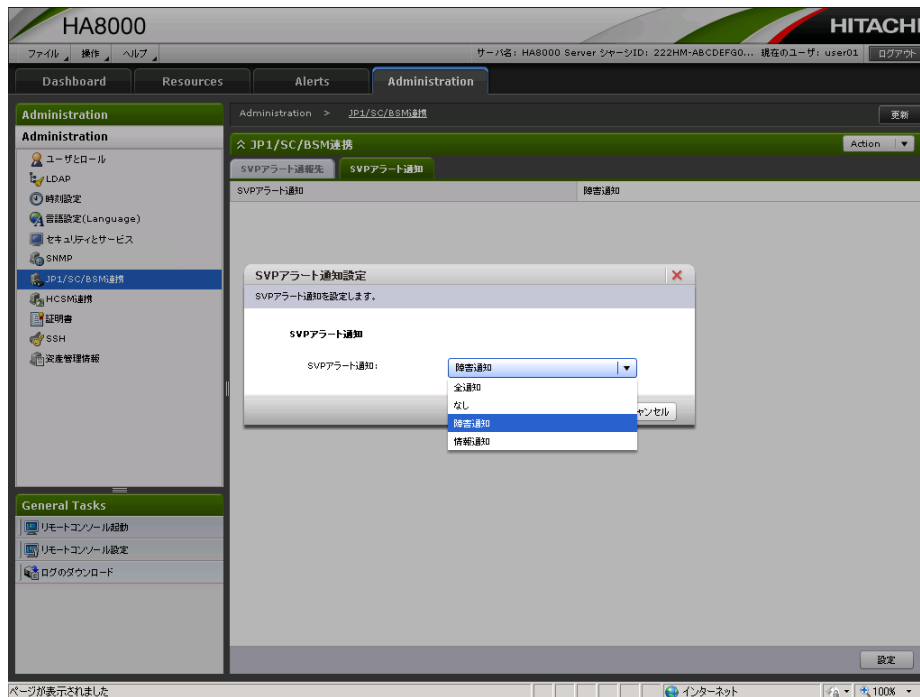 HA8000
HITACHI
ファイル 操作 ヘルプ サーバ名: HA8000 Server シャーシID: 222HM-ABCDEFG0... 現在のユーザ: user01 ログアウト
Dashboard Resources Alerts Administration
Administration
Administration > JP1/SC/BSM連携 更新
Administration
JP1/SC/BSM連携 Action
ユーザとロール
SVPアラート通報先 SVPアラート通知
LDAP
SVPアラート通知 障害通知
時刻設定
言語設定(Language)
セキュリティとサービス
SNMP
JP1/SC/BSM連携
HCSM連携
証明書
SSH
資産管理情報
SVPアラート通知設定
SVPアラート通知を設定します。
SVPアラート通知
SVPアラート通知: 障害通知
全通知
なし
障害通知
情報通知
ャンセル
General Tasks
リモートコンソール起動
リモートコンソール設定
ログのダウンロード
設定
ページが表示されました インターネット 100%